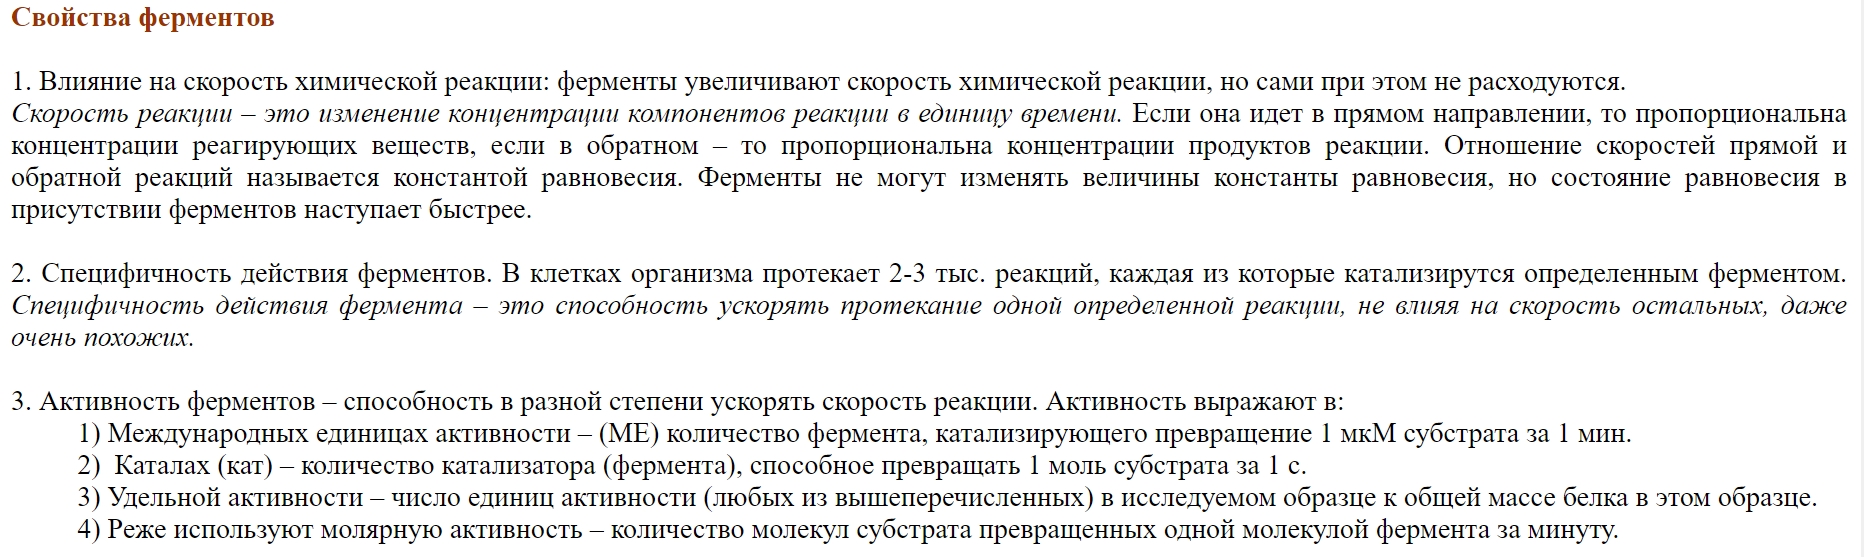 Свойства ферментов
1. Влияние на скорость химической реакции: ферменты увеличивают скорость химической реакции, но сами при этом не расходуются.
Скорость реакции – это изменение концентрации компонентов реакции в единицу времени. Если она идет в прямом направлении, то пропорциональна
концентрации реагирующих веществ, если в обратном – то пропорциональна концентрации продуктов реакции. Отношение скоростей прямой и
обратной реакций называется константой равновесия. Ферменты не могут изменять величины константы равновесия, но состояние равновесия в
присутствии ферментов наступает быстрее.
2. Специфичность действия ферментов. В клетках организма протекает 2-3 тыс. реакций, каждая из которые катализирутся определенным ферментом.
Специфичность действия фермента – это способность ускорять протекание одной определенной реакции, не влияя на скорость остальных, даже
очень похожих.
3. Активность ферментов – способность в разной степени ускорять скорость реакции. Активность выражают в:
1) Международных единицах активности – (МЕ) количество фермента, катализирующего превращение 1 мкМ субстрата за 1 мин.
2) Каталах (кат) – количество катализатора (фермента), способное превращать 1 моль субстрата за 1 с.
3) Удельной активности – число единиц активности (любых из вышеперечисленных) в исследуемом образце к общей массе белка в этом образце.
4) Реже используют молярную активность – количество молекул субстрата превращенных одной молекулой фермента за минуту.